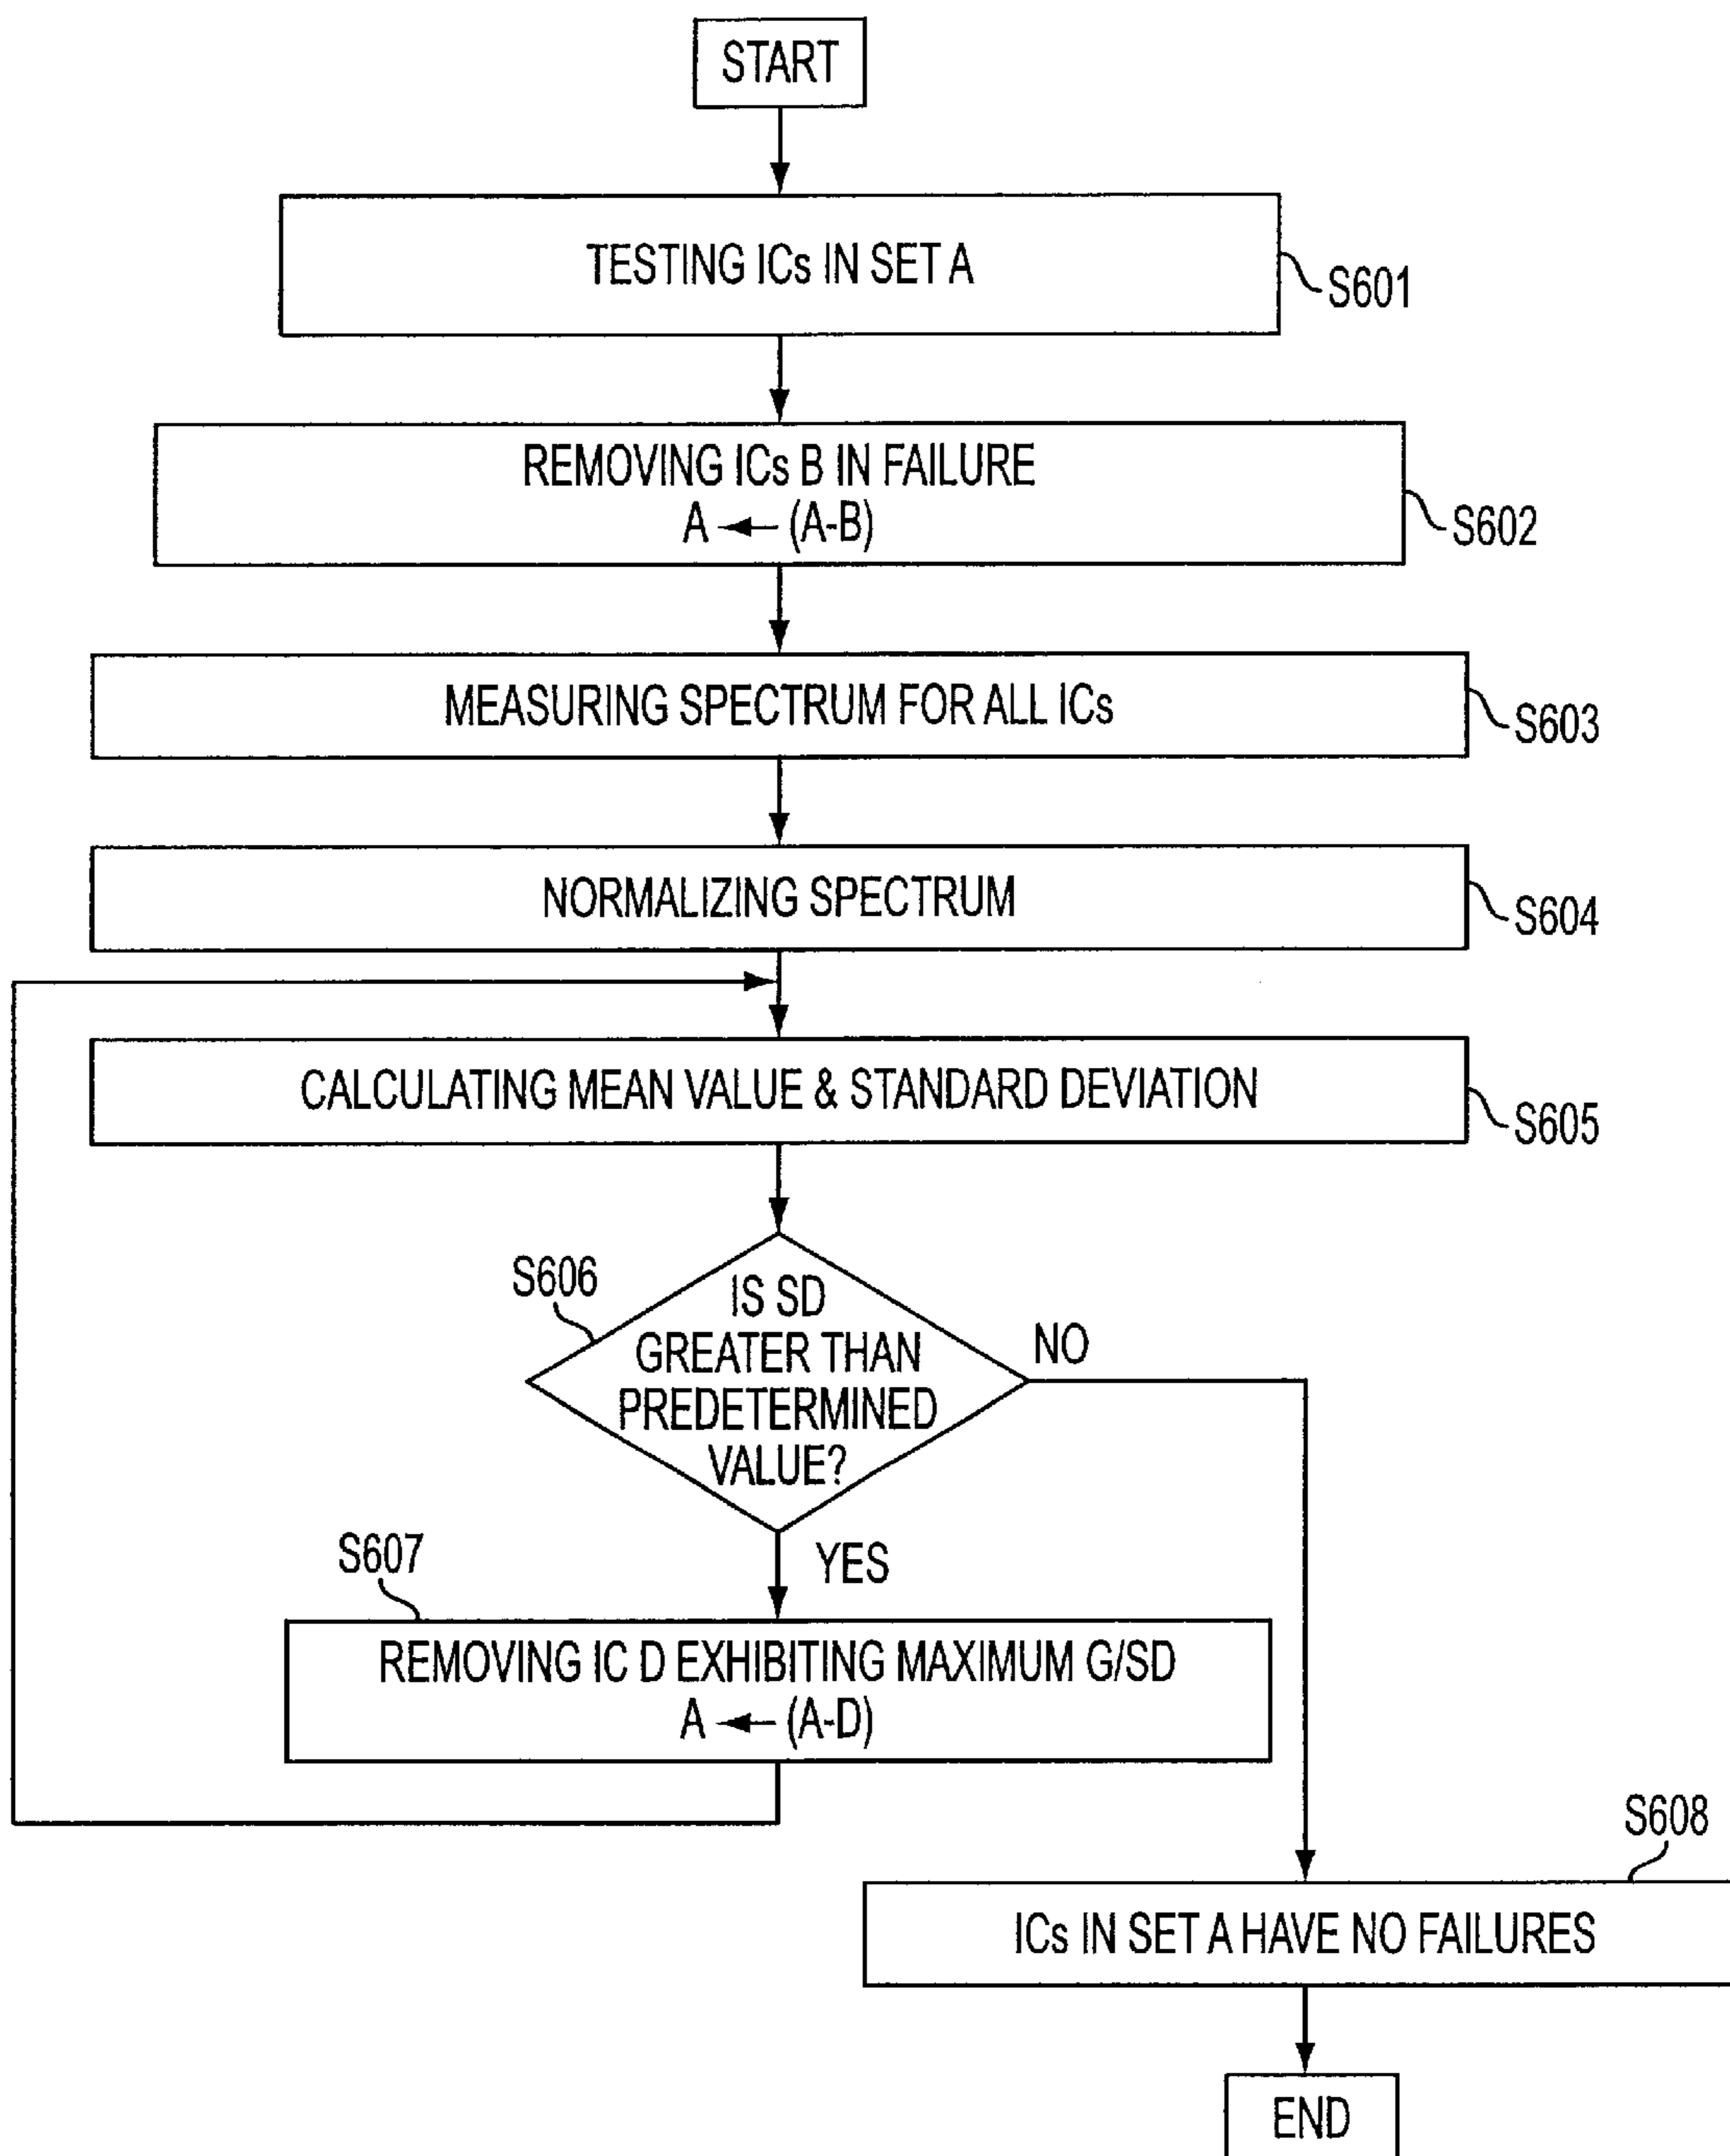 START
TESTING ICs IN SET A
S601
REMOVING ICs B IN FAILURE
A ← (A-B)
S602
MEASURING SPECTRUM FOR ALL ICs
S603
NORMALIZING SPECTRUM
S604
CALCULATING MEAN VALUE & STANDARD DEVIATION
S605
S606
IS SD
GREATER THAN
PREDETERMINED
VALUE?
NO
YES
S607
REMOVING IC D EXHIBITING MAXIMUM G/SD
A ← (A-D)
S608
ICs IN SET A HAVE NO FAILURES
END